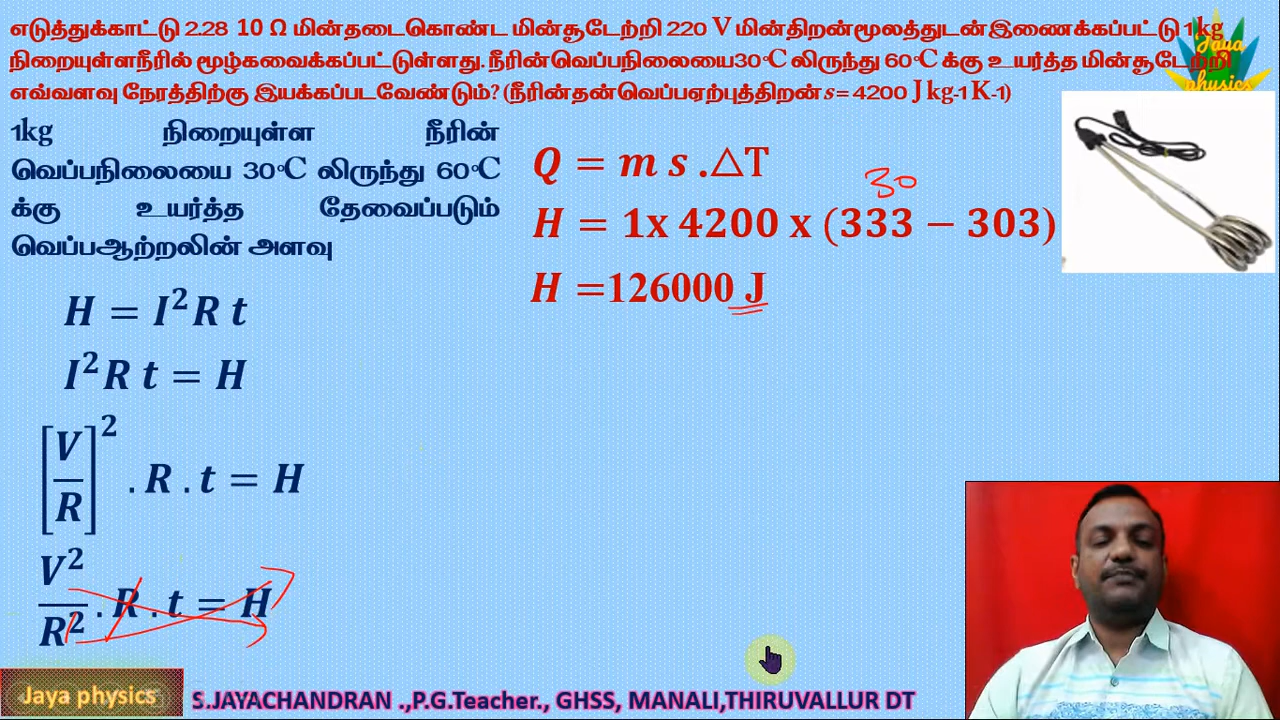 எடுத்துக்காட்டு 2.28 10 Ω மின்தடைகொண்ட மின்சூடேற்றி 220 V மின்திறன்மூலத்துடன்இணைக்கப்பட்டு 1kg
நிறையுள்ளநீரில் மூழ்கவைக்கப்பட்டுள்ளது. நீரின்வெப்பநிலையை30°C லிருந்து 60°C க்கு உயர்த்த மின்சூடேற்றி
எவ்வளவு நேரத்திற்கு இயக்கப்படவேண்டும்? (நீரின்தன்வெப்பஏற்புத்திறன்s= 4200 J kg-1 K-1)
Jaya
physics
1kg நிறையுள்ள நீரின்
வெப்பநிலையை 30°C லிருந்து 60°C
க்கு உயர்த்த தேவைப்படும்
வெப்பஆற்றலின் அளவு
Q = m s .△T
30
H = 1x 4200 x (333 − 303)
H =126000 J
H = I²R t
I²R t = H
[V/R]² . R . t = H
V²/R² . R . t = H
Jaya physics
S.JAYACHANDRAN .,P.G.Teacher., GHSS, MANALI,THIRUVALLUR DT